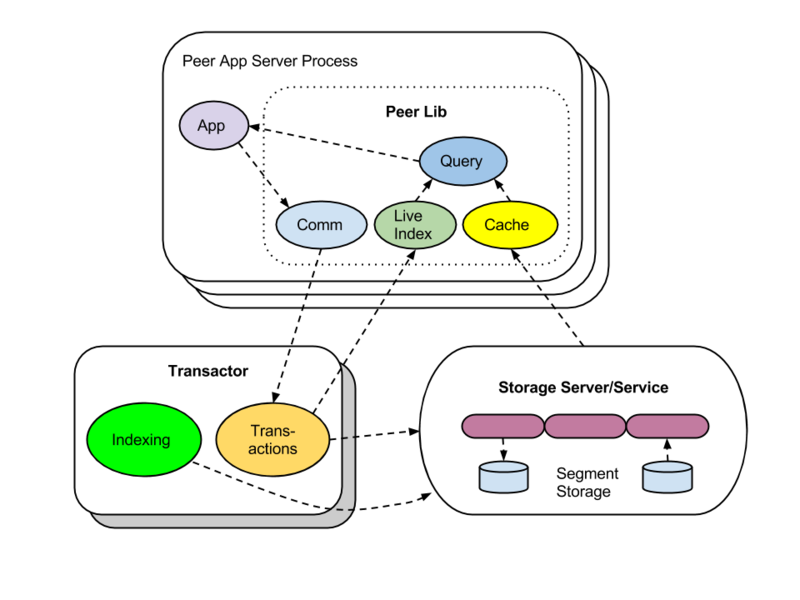 Peer App Server Process
Peer Lib
App
Query
Comm
Live
Index
Cache
Transactor
Indexing
Trans-
actions
Storage Server/Service
Segment
Storage